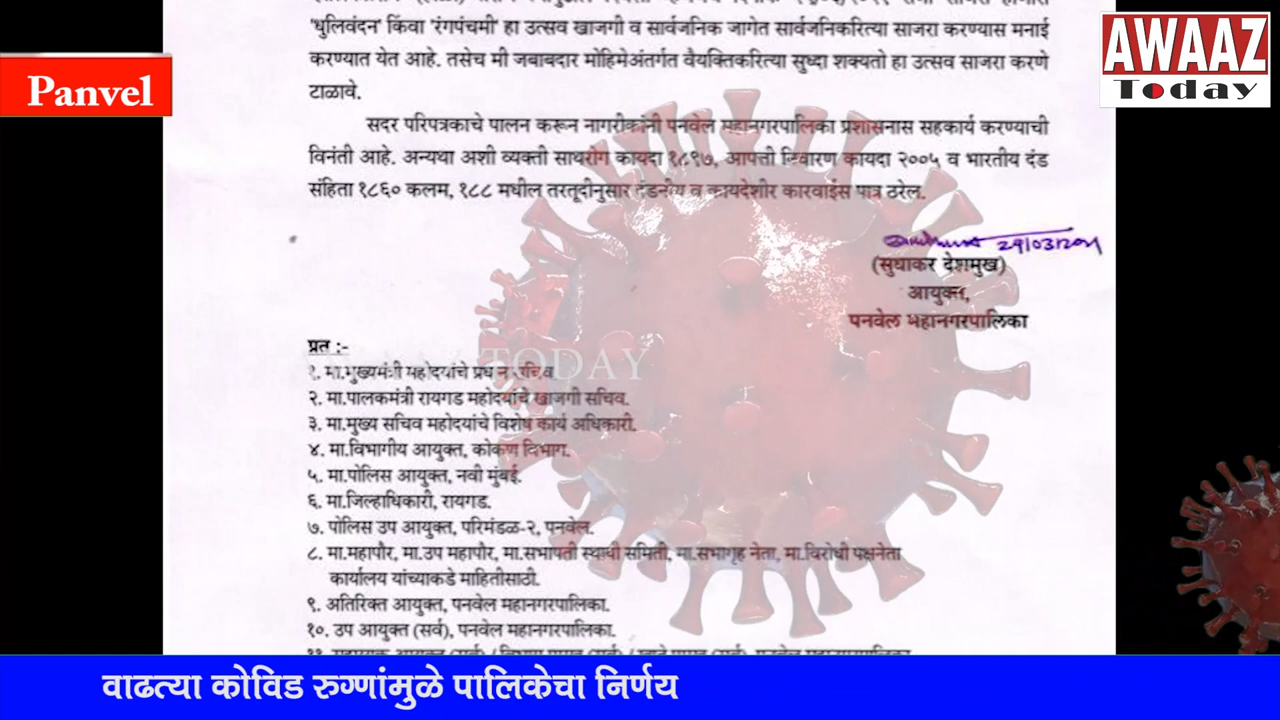 'धुलिवंदन' किंवा 'रंगपंचमी' हा उत्सव खाजगी व सार्वजनिक जागेत सार्वजनिकरित्या साजरा करण्यास मनाई
करण्यात येत आहे. तसेच मी जबाबदार मोहिमेअंतर्गत वैयक्तिकरित्या सुध्दा शक्यतो हा उत्सव साजरा करणे
टाळावे.
सदर परिपत्रकाचे पालन करून नागरीकांनी पनवेल महानगरपालिका प्रशासनास सहकार्य करण्याची
विनंती आहे. अन्यथा अशी व्यक्ती साथरोग कायदा १८९७, आपत्ती निवारण कायदा २००५ व भारतीय दंड
संहिता १८६० कलम, १८८ मधील तरतूदीनुसार दंडनीय व कायदेशीर कारवाईस पात्र ठरेल.
(सुधाकर देशमुख)
आयुक्त,
पनवेल महानगरपालिका
प्रत :-
१. मा.मुख्यमंत्री महोदयांचे प्रधान सचिव
२. मा.पालकमंत्री रायगड महोदयांचे खाजगी सचिव.
३. मा.मुख्य सचिव महोदयांचे विशेष कार्य अधिकारी.
४. मा.विभागीय आयुक्त, कोकण विभाग.
५. मा.पोलिस आयुक्त, नवी मुंबई.
६. मा.जिल्हाधिकारी, रायगड.
७. पोलिस उप आयुक्त, परिमंडळ-२, पनवेल.
८. मा.महापौर, मा.उप महापौर, मा.सभापती स्थायी समिती, मा.सभागृह नेता, मा.विरोधी पक्षनेता
कार्यालय यांच्याकडे माहितीसाठी.
९. अतिरिक्त आयुक्त, पनवेल महानगरपालिका.
१०. उप आयुक्त (सर्व), पनवेल महानगरपालिका.
TODAY
Panvel
AWAAZ
Today
वाढत्या कोविड रुग्णांमुळे पालिकेचा निर्णय